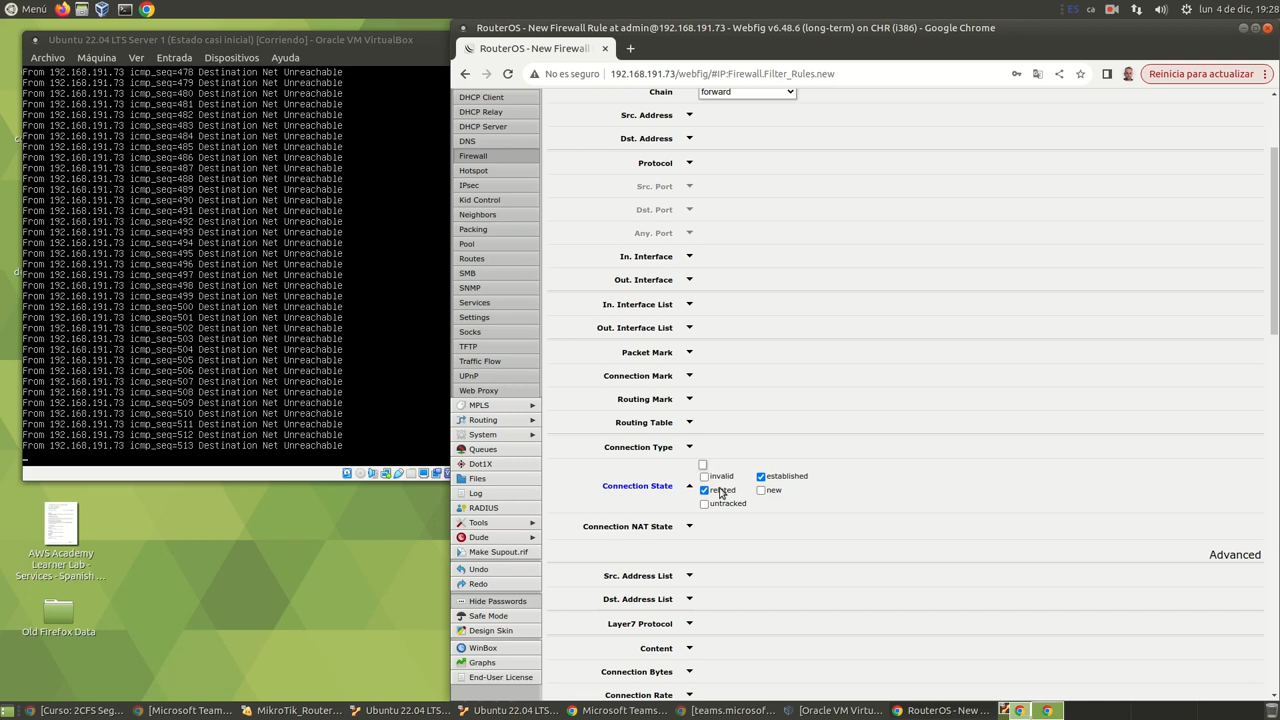 Menú
ES
ca
lun 4 de dic, 19:28
Ubuntu 22.04 LTS Server 1 (Estado casi inicial) [Corriendo] - Oracle VM VirtualBox
Archivo Máquina Ver Entrada Dispositivos Ayuda
From 192.168.191.73 icmp_seq=478 Destination Net Unreachable
From 192.168.191.73 icmp_seq=479 Destination Net Unreachable
From 192.168.191.73 icmp_seq=480 Destination Net Unreachable
From 192.168.191.73 icmp_seq=481 Destination Net Unreachable
From 192.168.191.73 icmp_seq=482 Destination Net Unreachable
From 192.168.191.73 icmp_seq=483 Destination Net Unreachable
From 192.168.191.73 icmp_seq=484 Destination Net Unreachable
From 192.168.191.73 icmp_seq=485 Destination Net Unreachable
From 192.168.191.73 icmp_seq=486 Destination Net Unreachable
From 192.168.191.73 icmp_seq=487 Destination Net Unreachable
From 192.168.191.73 icmp_seq=488 Destination Net Unreachable
From 192.168.191.73 icmp_seq=489 Destination Net Unreachable
From 192.168.191.73 icmp_seq=490 Destination Net Unreachable
From 192.168.191.73 icmp_seq=491 Destination Net Unreachable
From 192.168.191.73 icmp_seq=492 Destination Net Unreachable
From 192.168.191.73 icmp_seq=493 Destination Net Unreachable
From 192.168.191.73 icmp_seq=494 Destination Net Unreachable
From 192.168.191.73 icmp_seq=495 Destination Net Unreachable
From 192.168.191.73 icmp_seq=496 Destination Net Unreachable
From 192.168.191.73 icmp_seq=497 Destination Net Unreachable
From 192.168.191.73 icmp_seq=498 Destination Net Unreachable
From 192.168.191.73 icmp_seq=499 Destination Net Unreachable
From 192.168.191.73 icmp_seq=500 Destination Net Unreachable
From 192.168.191.73 icmp_seq=501 Destination Net Unreachable
From 192.168.191.73 icmp_seq=502 Destination Net Unreachable
From 192.168.191.73 icmp_seq=503 Destination Net Unreachable
From 192.168.191.73 icmp_seq=504 Destination Net Unreachable
From 192.168.191.73 icmp_seq=505 Destination Net Unreachable
From 192.168.191.73 icmp_seq=506 Destination Net Unreachable
From 192.168.191.73 icmp_seq=507 Destination Net Unreachable
From 192.168.191.73 icmp_seq=508 Destination Net Unreachable
From 192.168.191.73 icmp_seq=509 Destination Net Unreachable
From 192.168.191.73 icmp_seq=510 Destination Net Unreachable
From 192.168.191.73 icmp_seq=511 Destination Net Unreachable
From 192.168.191.73 icmp_seq=512 Destination Net Unreachable
From 192.168.191.73 icmp_seq=513 Destination Net Unreachable
AWS Academy
Learner Lab -
Services - Spanish ...
Old Firefox Data
RouterOS - New Firewall Rule at admin@192.168.191.73 - Webfig v6.48.6 (long-term) on CHR (i386) - Google Chrome
RouterOS - New Firewall
No es seguro
192.168.191.73/webfig/#IP:Firewall.Filter_Rules.new
Reinicia para actualizar
DHCP Client
DHCP Relay
DHCP Server
DNS
Firewall
Hotspot
IPsec
Kid Control
Neighbors
Packing
Pool
Routes
SMB
SNMP
Services
Settings
Socks
TFTP
Traffic Flow
UPnP
Web Proxy
MPLS
Routing
System
Queues
Dot1X
Files
Log
RADIUS
Tools
Dude
Make Supout.rif
Undo
Redo
Hide Passwords
Safe Mode
Design Skin
WinBox
Graphs
End-User License
Chain forward
Src. Address
Dst. Address
Protocol
Src. Port
Dst. Port
Any. Port
In. Interface
Out. Interface
In. Interface List
Out. Interface List
Packet Mark
Connection Mark
Routing Mark
Routing Table
Connection Type
invalid established
Connection State
related new
untracked
Connection NAT State
Advanced
Src. Address List
Dst. Address List
Layer7 Protocol
Content
Connection Bytes
Connection Rate
[Curso: 2CFS Seg...
[Microsoft Teams...
MikroTik_Router...
Ubuntu 22.04 LTS...
Ubuntu 22.04 LTS...
Microsoft Teams...
[teams.microsof...
[Oracle VM Virtu...
RouterOS - New ...